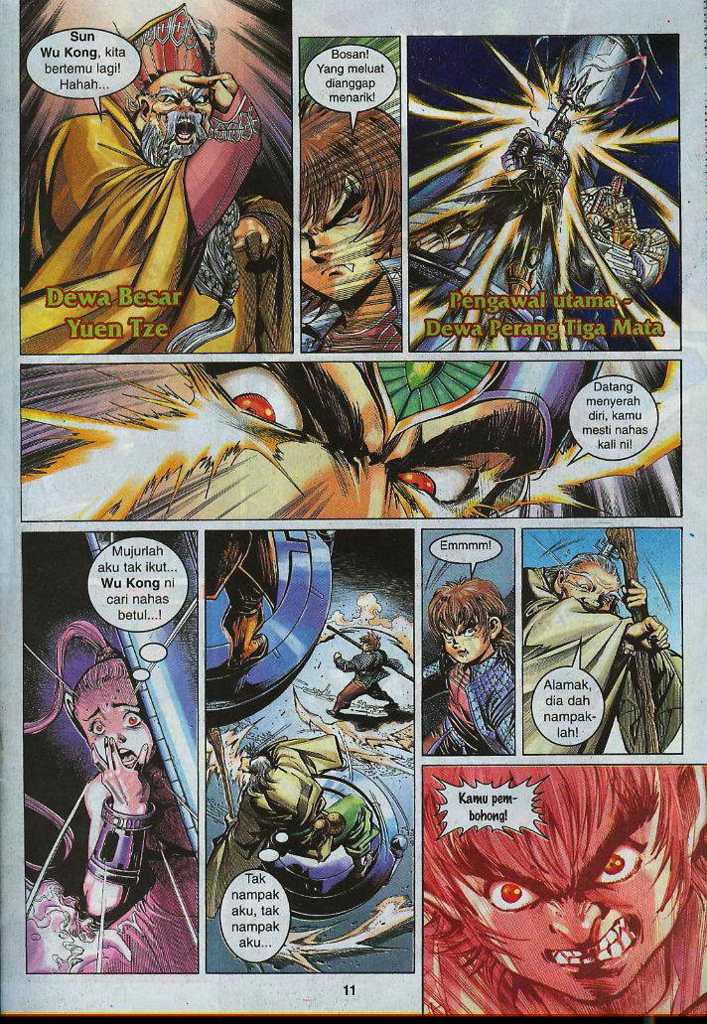 Sun
Wu Kong, kita
bertemu lagi!
Hahah...
Dewa Besar
Yuen Tze
Bosan!
Yang meluat
dianggap
menarik!
Pengawal utama -
Dewa Perang Tiga Mata
Datang
menyerah
diri, kamu
mesti nahas
kali ni!
Mujurlah
aku tak ikut...
Wu Kong ni
cari nahas
betul...!
Tak
nampak
aku, tak
nampak
aku...
Emmmm!
Alamak,
dia dah
nampak-
lah!
Kamu pem-
bohong!
11